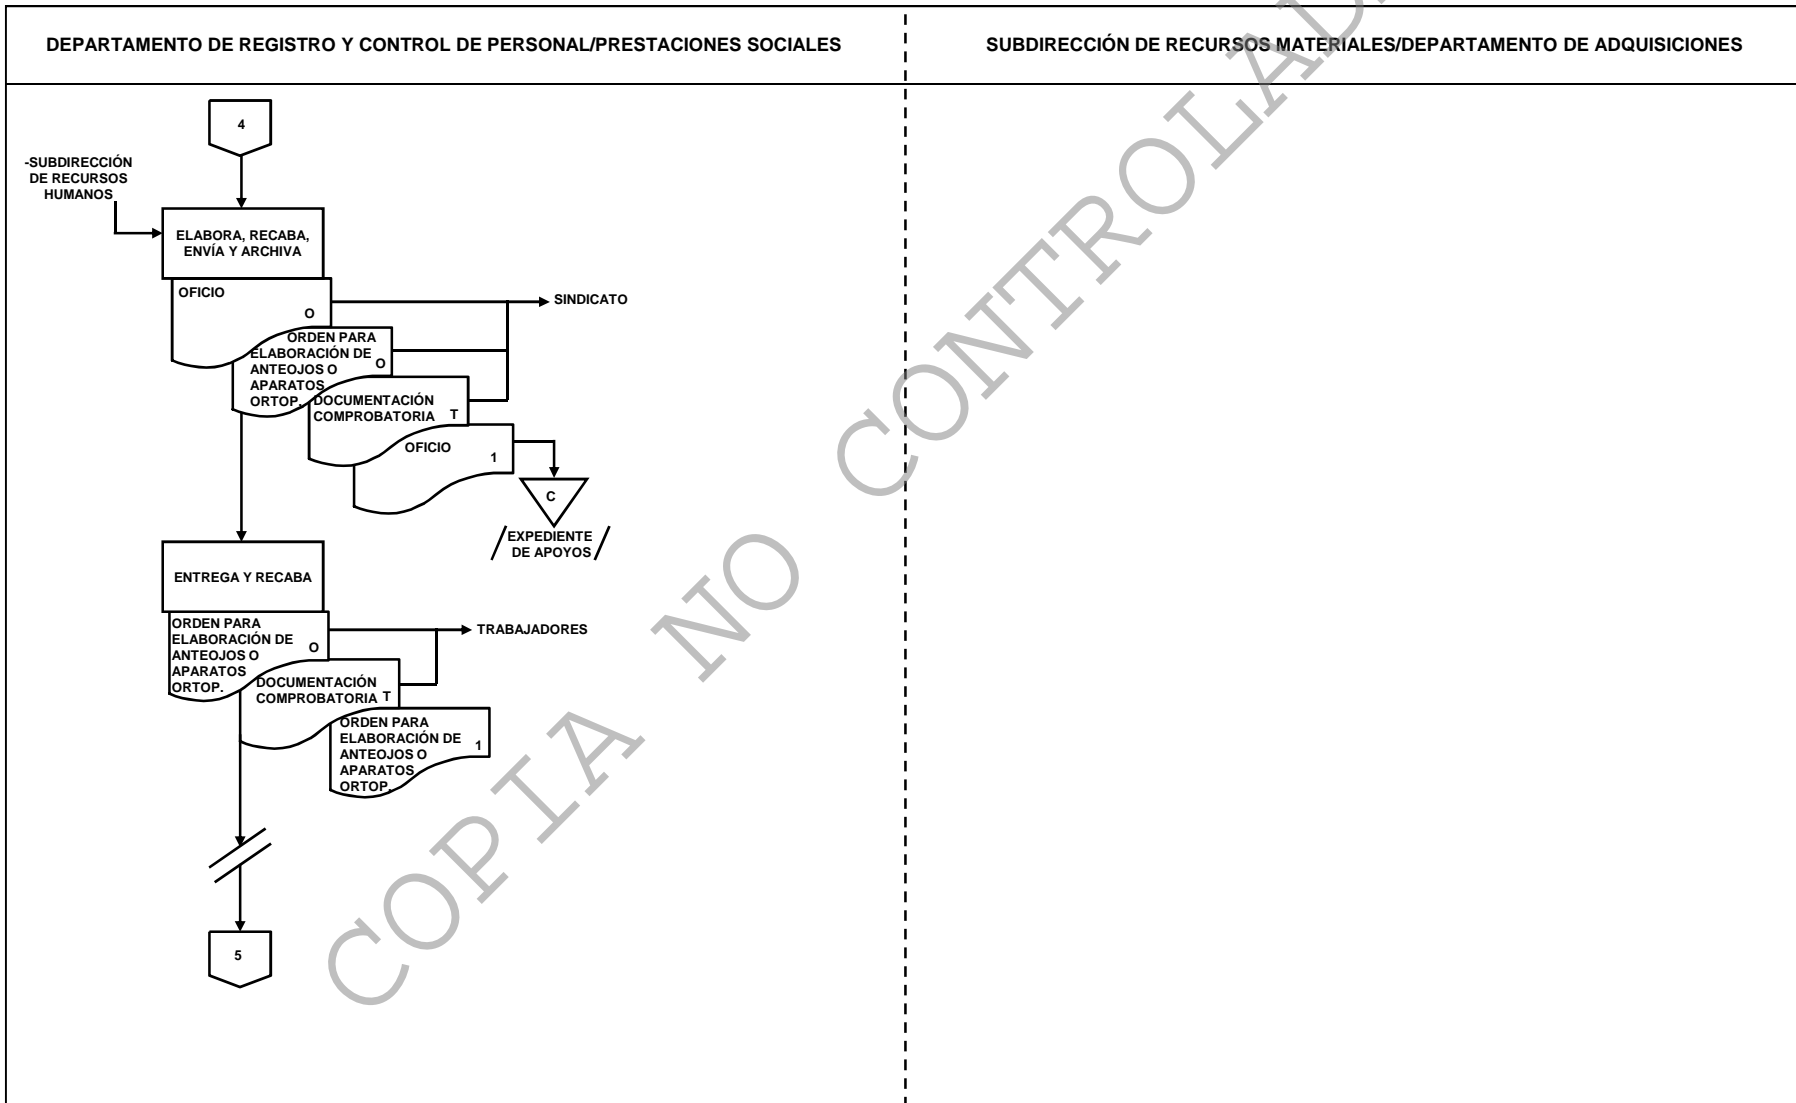 DEPARTAMENTO DE REGISTRO Y CONTROL DE PERSONAL/PRESTACIONES SOCIALES
SUBDIRECCIÓN DE RECURSOS MATERIALES/DEPARTAMENTO DE ADQUISICIONES
4
-SUBDIRECCIÓN
DE RECURSOS
HUMANOS
ELABORA, RECABA,
ENVÍA Y ARCHIVA
OFICIO
O
SINDICATO
ORDEN PARA
ELABORACIÓN DE
ANTEOJOS O
APARATOS
ORTOP.
O
DOCUMENTACIÓN
COMPROBATORIA T
OFICIO
1
C
EXPEDIENTE
DE APOYOS
ENTREGA Y RECABA
ORDEN PARA
ELABORACIÓN DE
ANTEOJOS O
APARATOS
ORTOP.
O
TRABAJADORES
DOCUMENTACIÓN
COMPROBATORIA T
ORDEN PARA
ELABORACIÓN DE
ANTEOJOS O
APARATOS
ORTOP.
1
5
COPIA NO CONTROLAD